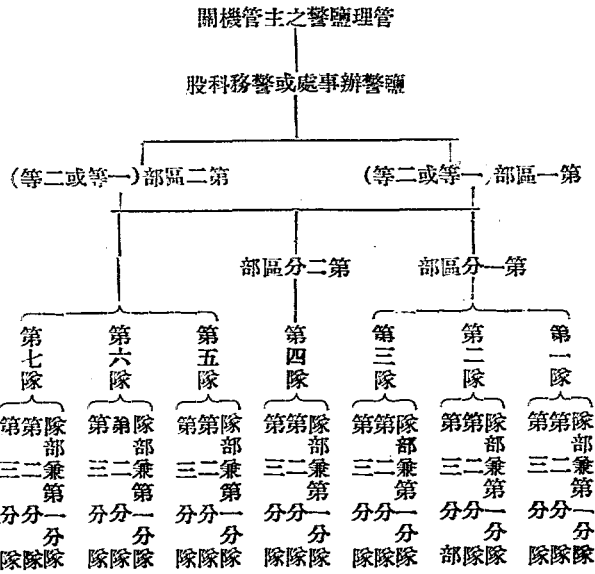 管理鹽警之主管機關
鹽警辦事處或警務科股
第一區部(一等或二等)
第二區部(一等或二等)
第一分區部
第二分區部
第一隊
第二隊
第三隊
第四隊
第五隊
第六隊
第七隊
隊部兼第一分隊
第二分隊
第三分隊
隊部兼第一分隊
第二分隊
第三分部
隊部兼第一分隊
第二分隊
第三分隊
隊部兼第一分隊
第二分隊
第三分隊
隊部兼第一分隊
第二分隊
第三分隊
隊部兼第一分隊
第二分隊
第三分隊
隊部兼第一分隊
第二分隊
第三分隊